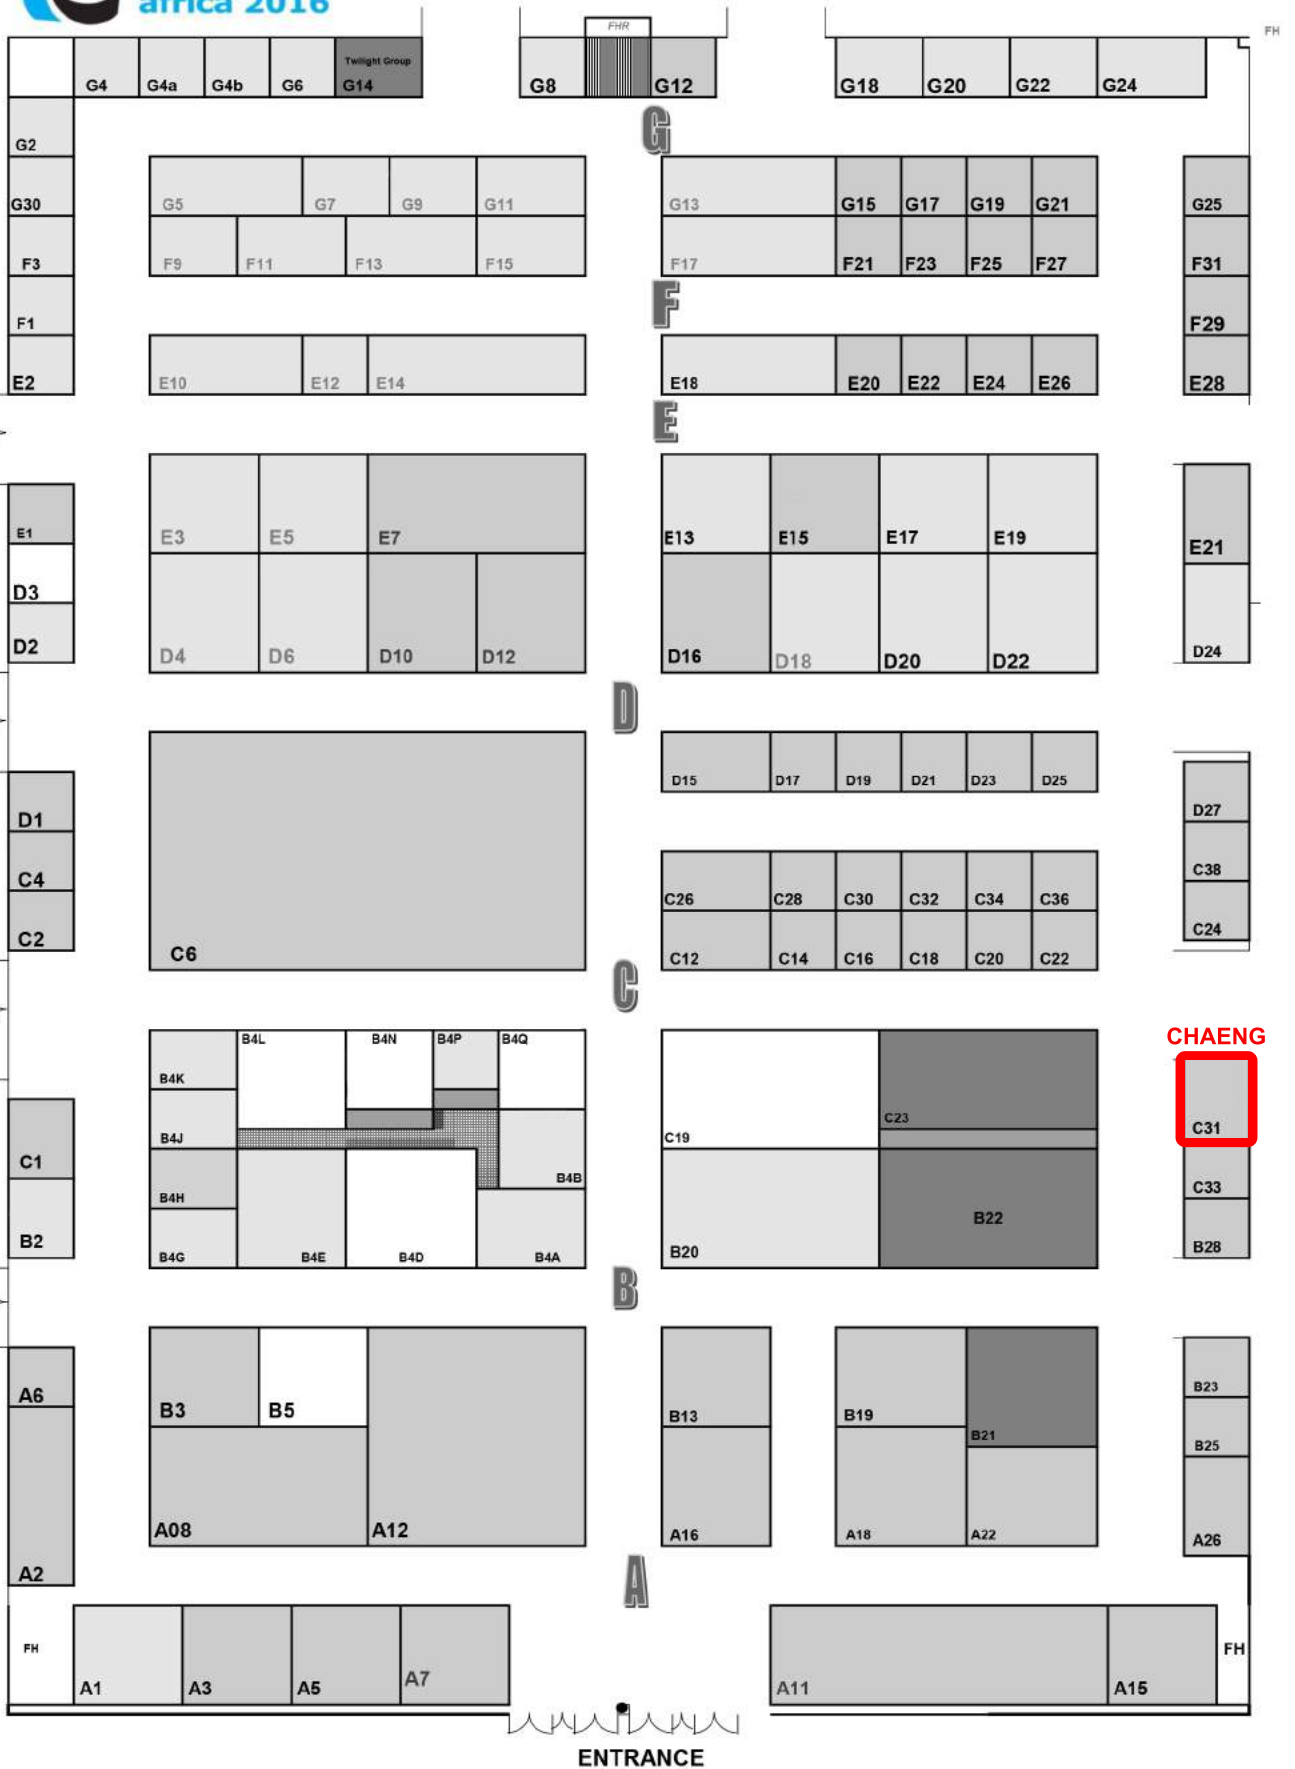 africa 2016
FHR
FH
Twilight Group
G4 G4a G4b G6 G14 G8 G12 G18 G20 G22 G24
G
G2
G30 G5 G7 G9 G11 G13 G15 G17 G19 G21 G25
F3 F9 F11 F13 F15 F17 F21 F23 F25 F27 F31
F
F1 F29
E2 E10 E12 E14 E18 E20 E22 E24 E26 E28
E
E1 E3 E5 E7 E13 E15 E17 E19 E21
D3
D2 D4 D6 D10 D12 D16 D18 D20 D22 D24
D
D15 D17 D19 D21 D23 D25
D1 D27
C4 C26 C28 C30 C32 C34 C36 C38
C2 C6 C12 C14 C16 C18 C20 C22 C24
C
CHAENG
B4L B4N B4P B4Q
B4K
C23
B4J C19 C31
C1 B4B
B4H C33
B22
B2 B4G B4E B4D B4A B20 B28
B
A6 B3 B5 B13 B19 B23
B21 B25
A08 A12 A16 A18 A22 A26
A2
A
FH FH
A1 A3 A5 A7 A11 A15
ENTRANCE